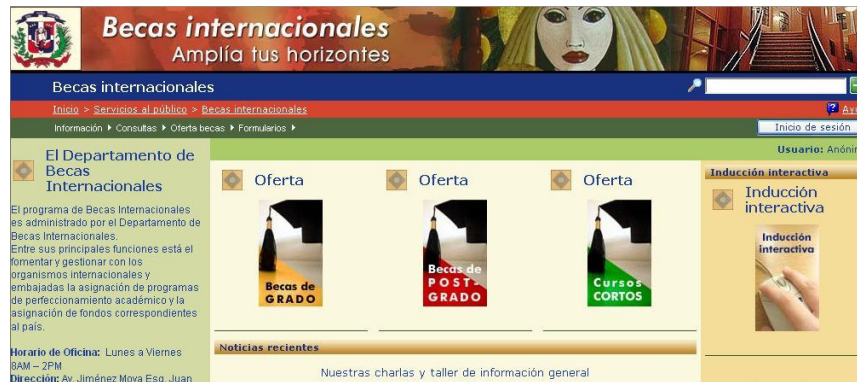 Becas internacionales
Amplía tus horizontes
Becas internacionales
Inicio > Servicios al público > Becas internacionales
Información Consultas Oferta becas Formularios
Inicio de sesión
Usuario:
El Departamento de
Becas
Internacionales
El programa de Becas Internacionales
es administrado por el Departamento de
Becas Internacionales.
Entre sus principales funciones está el
fomentar y gestionar con los
organismos internacionales y
embajadas la asignación de programas
de perfeccionamiento académico y la
asignación de fondos correspondientes
al país.
Horario de Oficina: Lunes a Viernes
8AM – 2PM
Dirección: Av. Jiménez Moya Esq. Juan
Oferta
Becas de
GRADO
Oferta
Becas de
POST-
GRADO
Oferta
Cursos
CORTOS
Noticias recientes
Nuestras charlas y taller de información general
Inducción interactiva
Inducción
interactiva
Inducción
interactiva